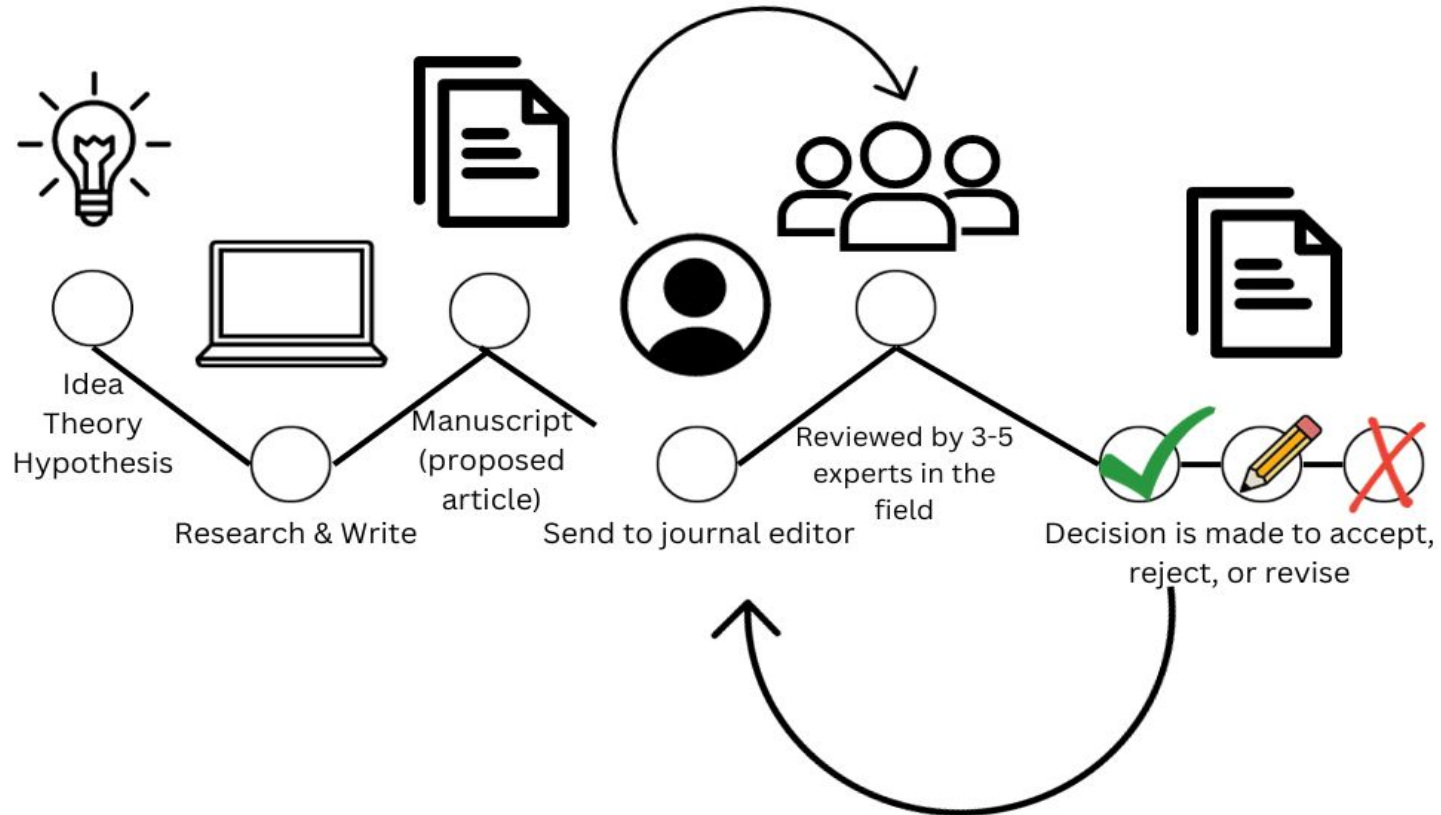 Idea
Theory
Hypothesis
Research & Write
Manuscript
(proposed
article)
Send to journal editor
Reviewed by 3-5
experts in the
field
Decision is made to accept,
reject, or revise